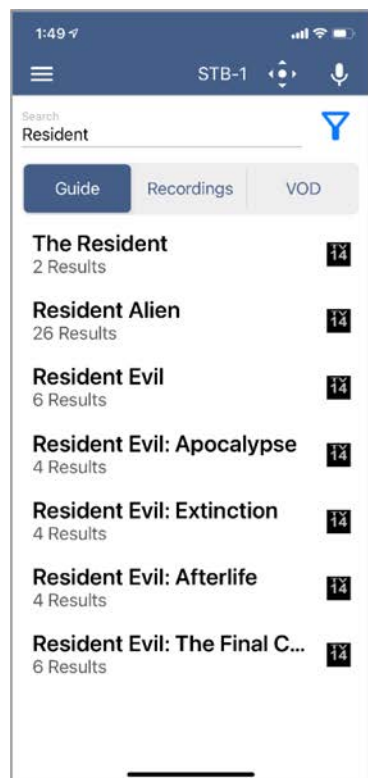 1:49
STB-1
Search
Resident
Guide Recordings VOD
The Resident
2 Results
TV
14
Resident Alien
26 Results
TV
14
Resident Evil
6 Results
TV
14
Resident Evil: Apocalypse
4 Results
TV
14
Resident Evil: Extinction
4 Results
TV
14
Resident Evil: Afterlife
4 Results
TV
14
Resident Evil: The Final C...
6 Results
TV
14